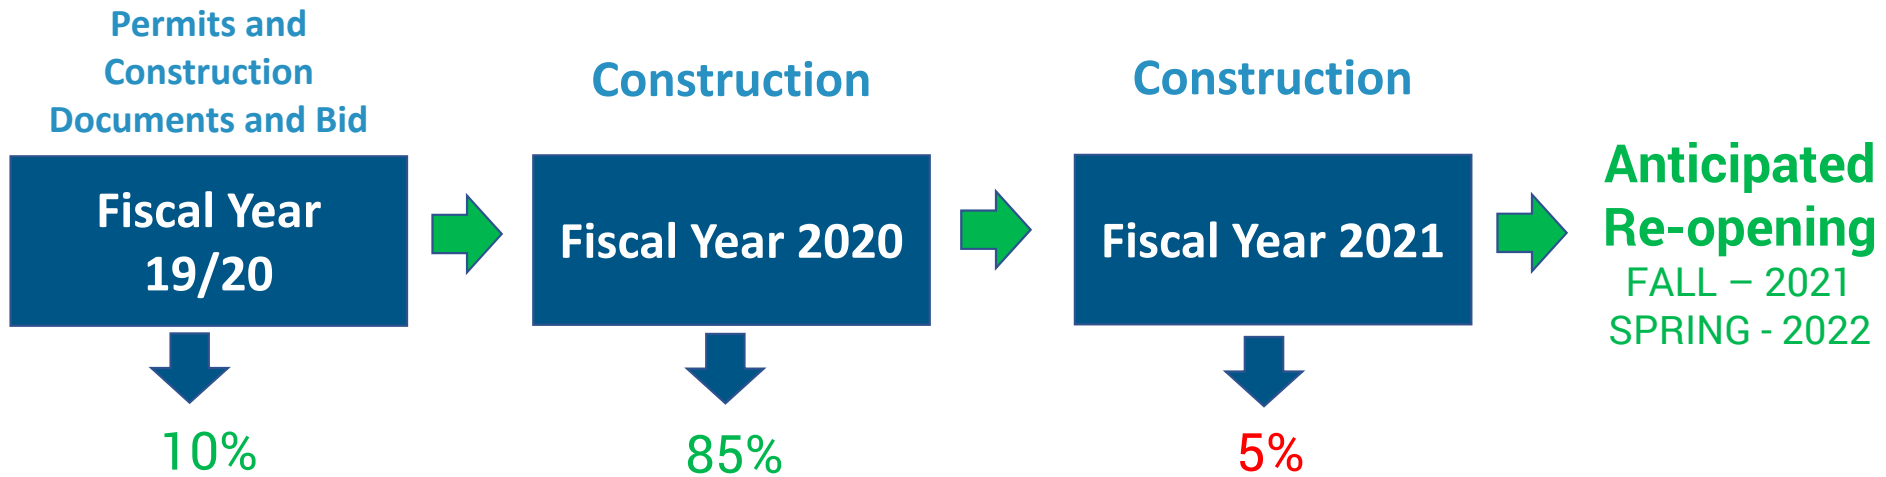 Permits and
Construction
Documents and Bid
Fiscal Year
19/20
10%
Construction
Fiscal Year 2020
85%
Construction
Fiscal Year 2021
5%
Anticipated
Re-opening
FALL – 2021
SPRING - 2022